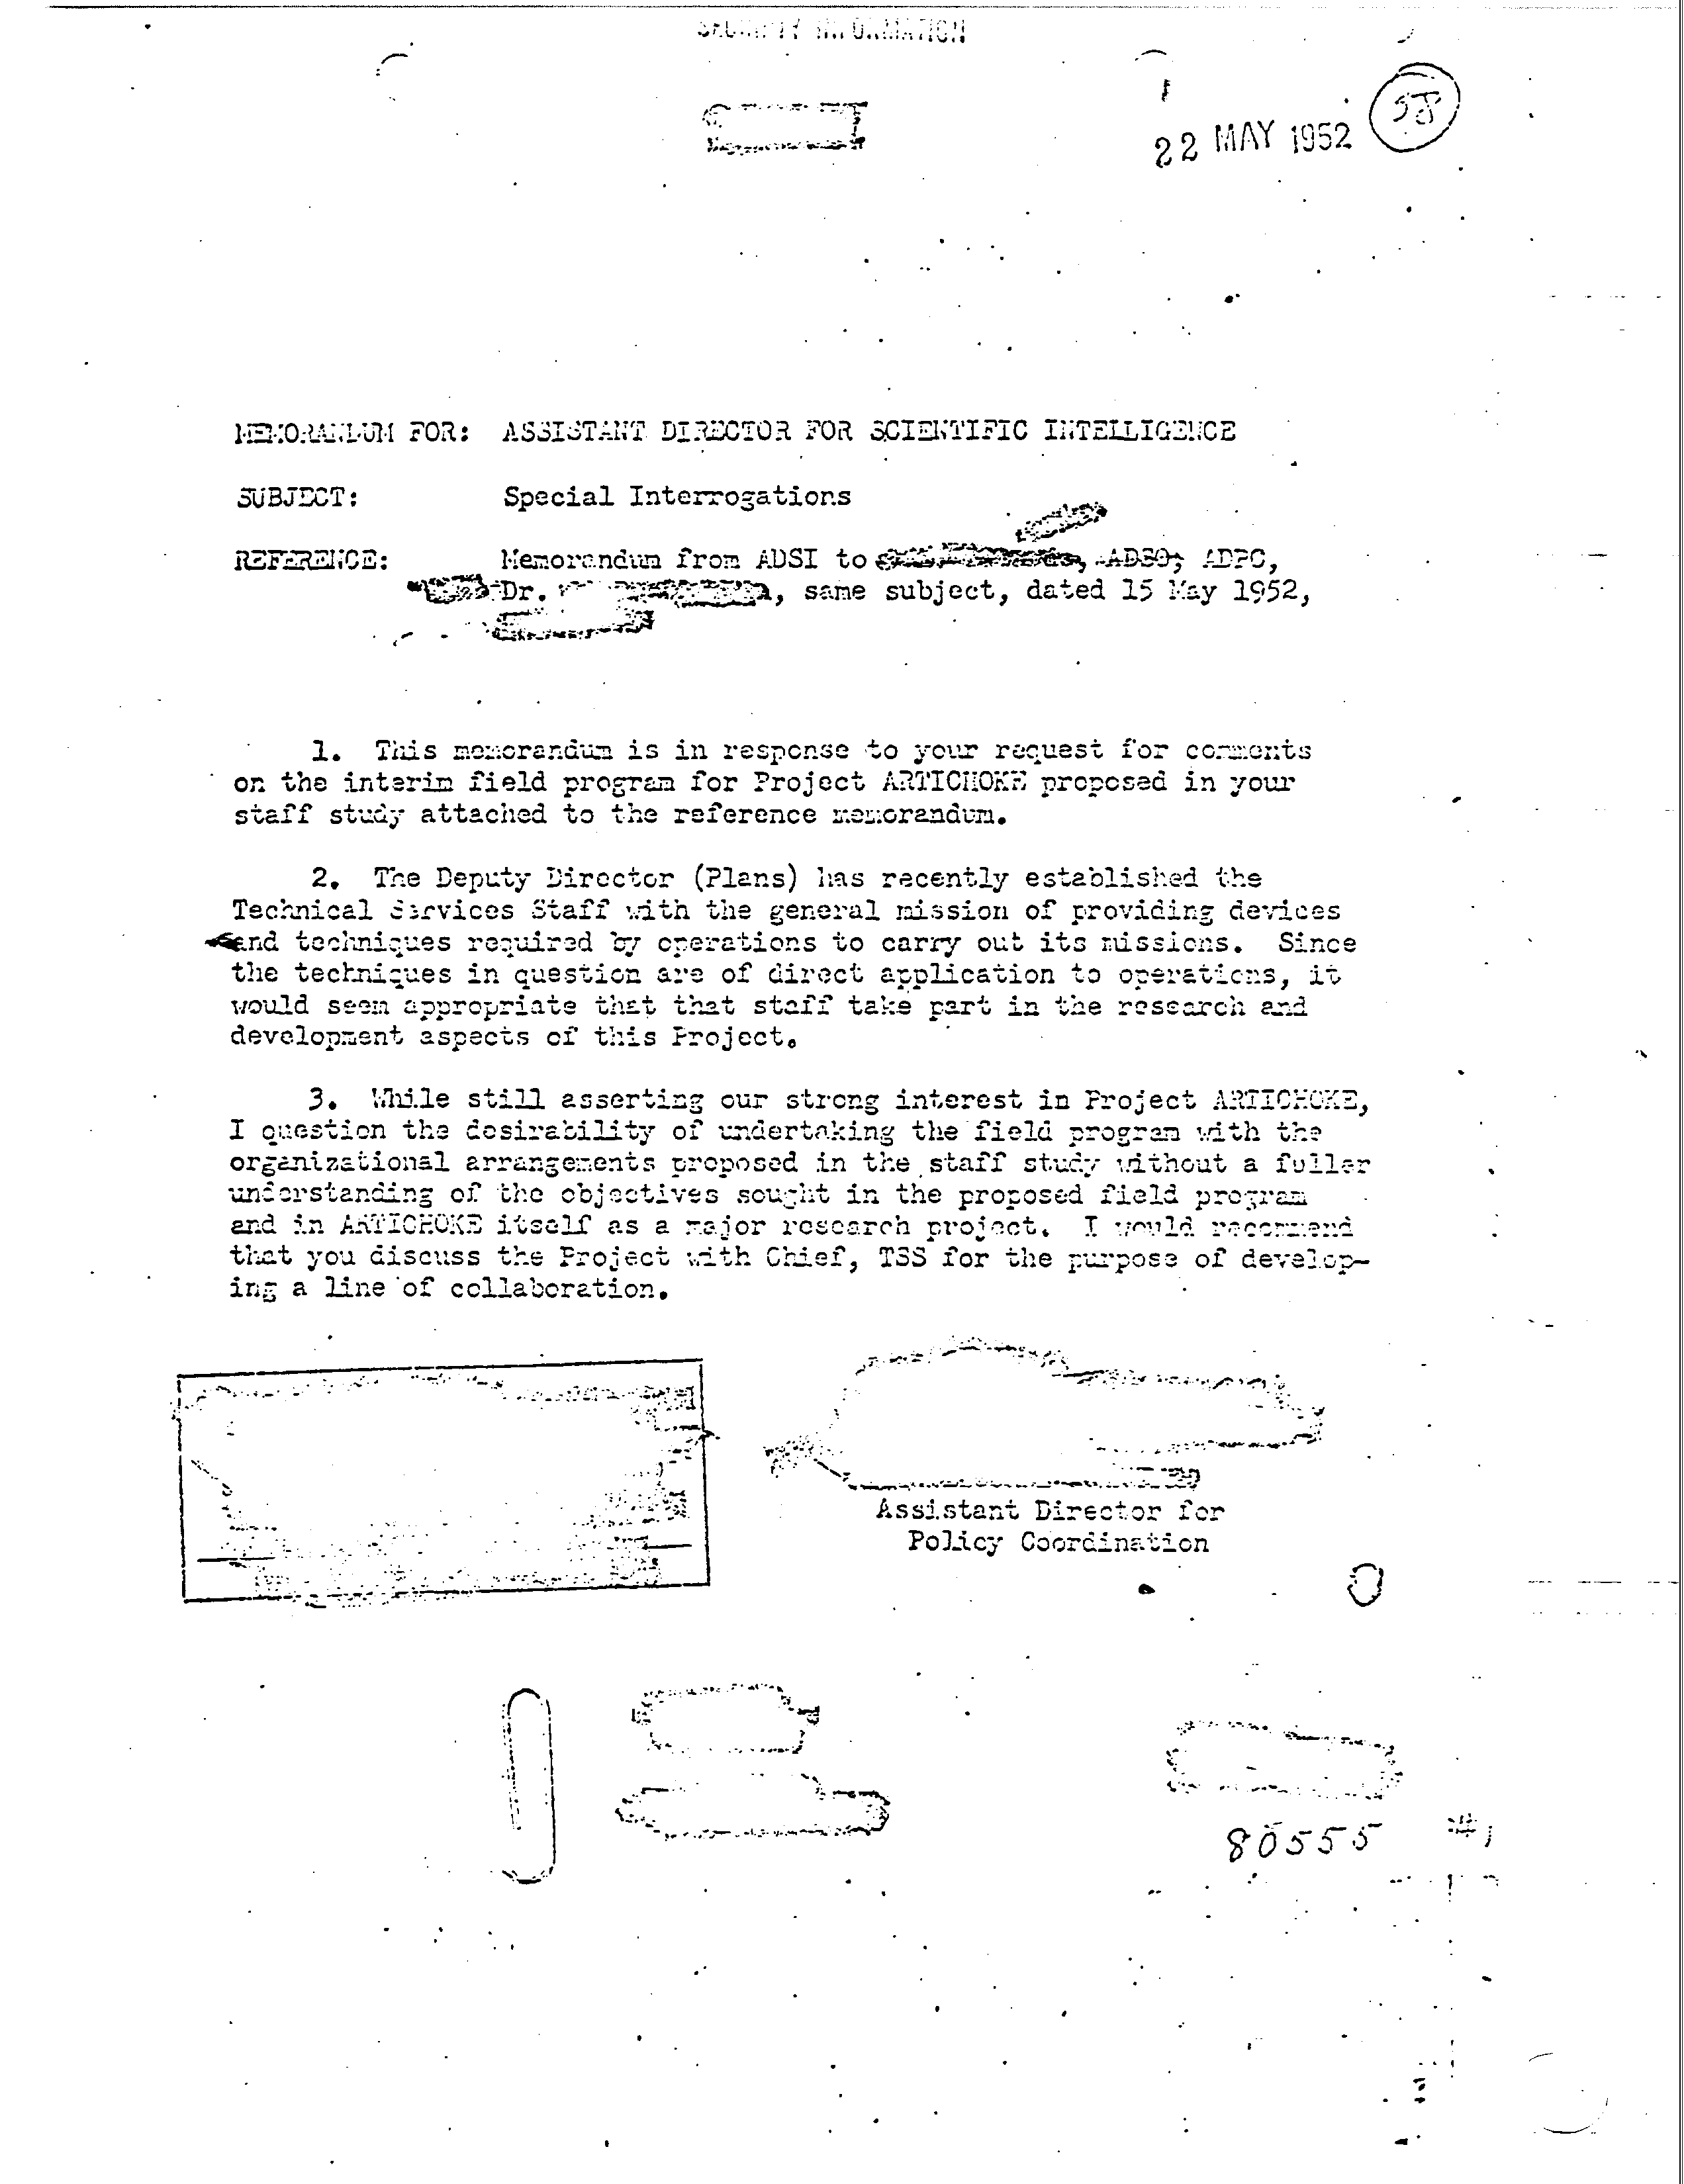 SECURITY INFORMATION
22 MAY 1952
58
MEMORANDUM FOR: ASSISTANT DIRECTOR FOR SCIENTIFIC INTELLIGENCE
SUBJECT: Special Interrogations
REFERENCE: Memorandum from ADSI to ADSO, ADPC,
Dr. , same subject, dated 15 May 1952,
1. This memorandum is in response to your request for comments
on the interim field program for Project ARTICHOKE proposed in your
staff study attached to the reference memorandum.
2. The Deputy Director (Plans) has recently established the
Technical Services Staff with the general mission of providing devices
and techniques required by operations to carry out its missions. Since
the techniques in question are of direct application to operations, it
would seem appropriate that that staff take part in the research and
development aspects of this Project.
3. While still asserting our strong interest in Project ARTICHOKE,
I question the desirability of undertaking the field program with the
organizational arrangements proposed in the staff study without a fuller
understanding of the objectives sought in the proposed field program
and in ARTICHOKE itself as a major research project. I would recommend
that you discuss the Project with Chief, TSS for the purpose of develop-
ing a line of collaboration.
Assistant Director for
Policy Coordination
80555 #1